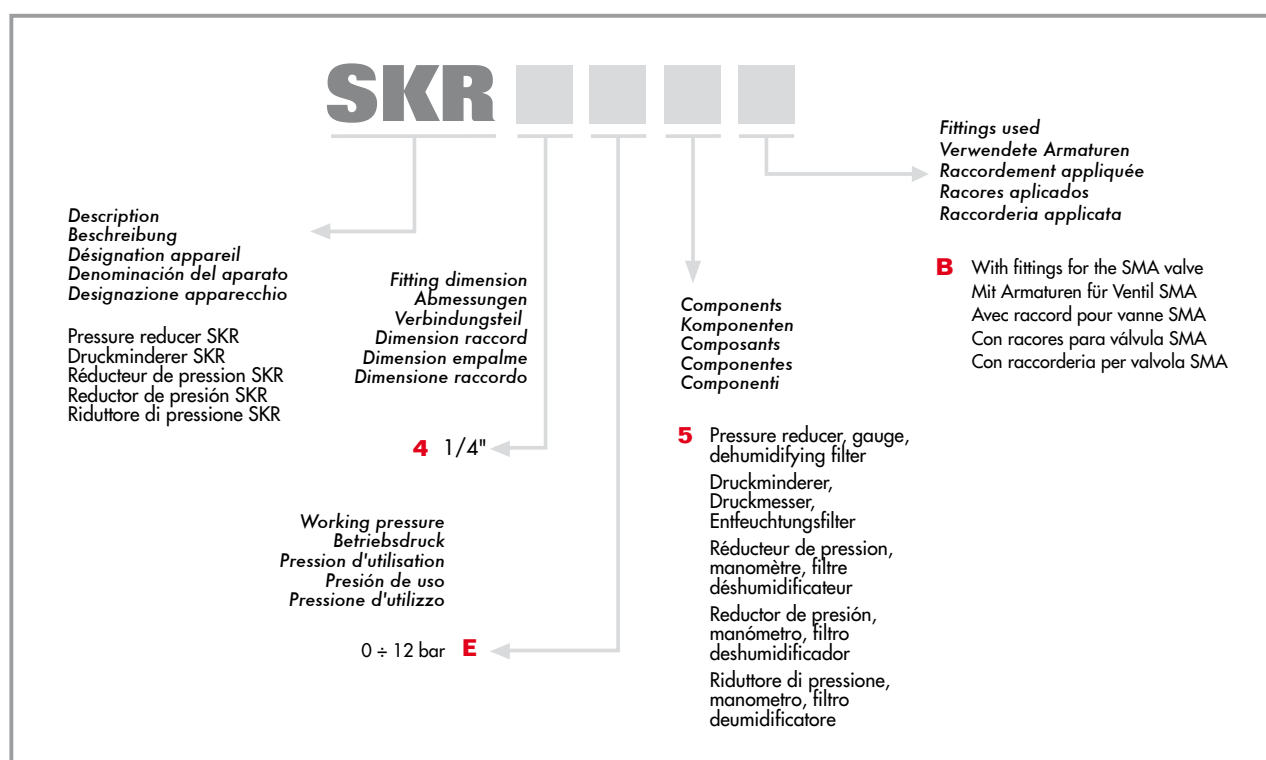 SKR
Description
Beschreibung
Désignation appareil
Denominación del aparato
Designazione apparecchio
Pressure reducer SKR
Druckminderer SKR
Réducteur de pression SKR
Reductor de presión SKR
Riduttore di pressione SKR
Fitting dimension
Abmessungen
Verbindungsteil
Dimension raccord
Dimension empalme
Dimensione raccordo
4 1/4"
Working pressure
Betriebsdruck
Pression d'utilisation
Presión de uso
Pressione d'utilizzo
0 ÷ 12 bar E
Components
Komponenten
Composants
Componentes
Componenti
5 Pressure reducer, gauge,
dehumidifying filter
Druckminderer,
Druckmesser,
Entfeuchtungsfilter
Réducteur de pression,
manomètre, filtre
déshumidificateur
Reductor de presión,
manómetro, filtro
deshumidificador
Riduttore di pressione,
manometro, filtro
deumidificatore
Fittings used
Verwendete Armaturen
Raccordement appliquée
Racores aplicados
Raccorderia applicata
B With fittings for the SMA valve
Mit Armaturen für Ventil SMA
Avec raccord pour vanne SMA
Con racores para válvula SMA
Con raccorderia per valvola SMA